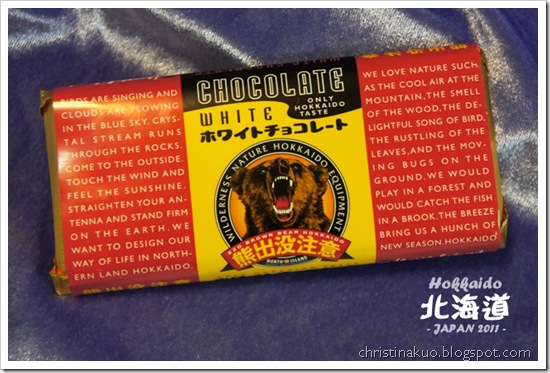 BIRDS ARE SINGING AND
CLOUDS ARE FLOWING
IN THE BLUE SKY. CRYS-
TAL STREAM RUNS
THROUGH THE ROCKS.
COME TO THE OUTSIDE.
TOUCH THE WIND AND
FEEL THE SUNSHINE.
STRAIGHTEN YOUR AN-
TENNA AND STAND FIRM
ON THE EARTH. WE
WANT TO DESIGN OUR
WAY OF LIFE IN NORTH-
ERN LAND HOKKAIDO.
CHOCOLATE
WHITE
ONLY
HOKKAIDO
TASTE
ホワイトチョコレート
WILDERNESS NATURE HOKKAIDO EQUIPMENT
BROWN BEAR HOKKAIDO
熊出没注意
NORTH ISLAND
WE LOVE NATURE SUCH
AS THE COOL AIR AT THE
MOUNTAIN, THE SMELL
OF THE WOOD, THE DE-
LIGHTFUL SONG OF BIRD,
THE RUSTLING OF THE
LEAVES, AND THE MOV-
ING BUGS ON THE
GROUND. WE WOULD
PLAY IN A FOREST AND
WOULD CATCH THE FISH
IN A BROOK. THE BREEZE
BRING US A HUNCH OF
NEW SEASON. HOKKAIDO
Hokkaido
北海道
- JAPAN 2011 -
christinakuo.blogspot.com